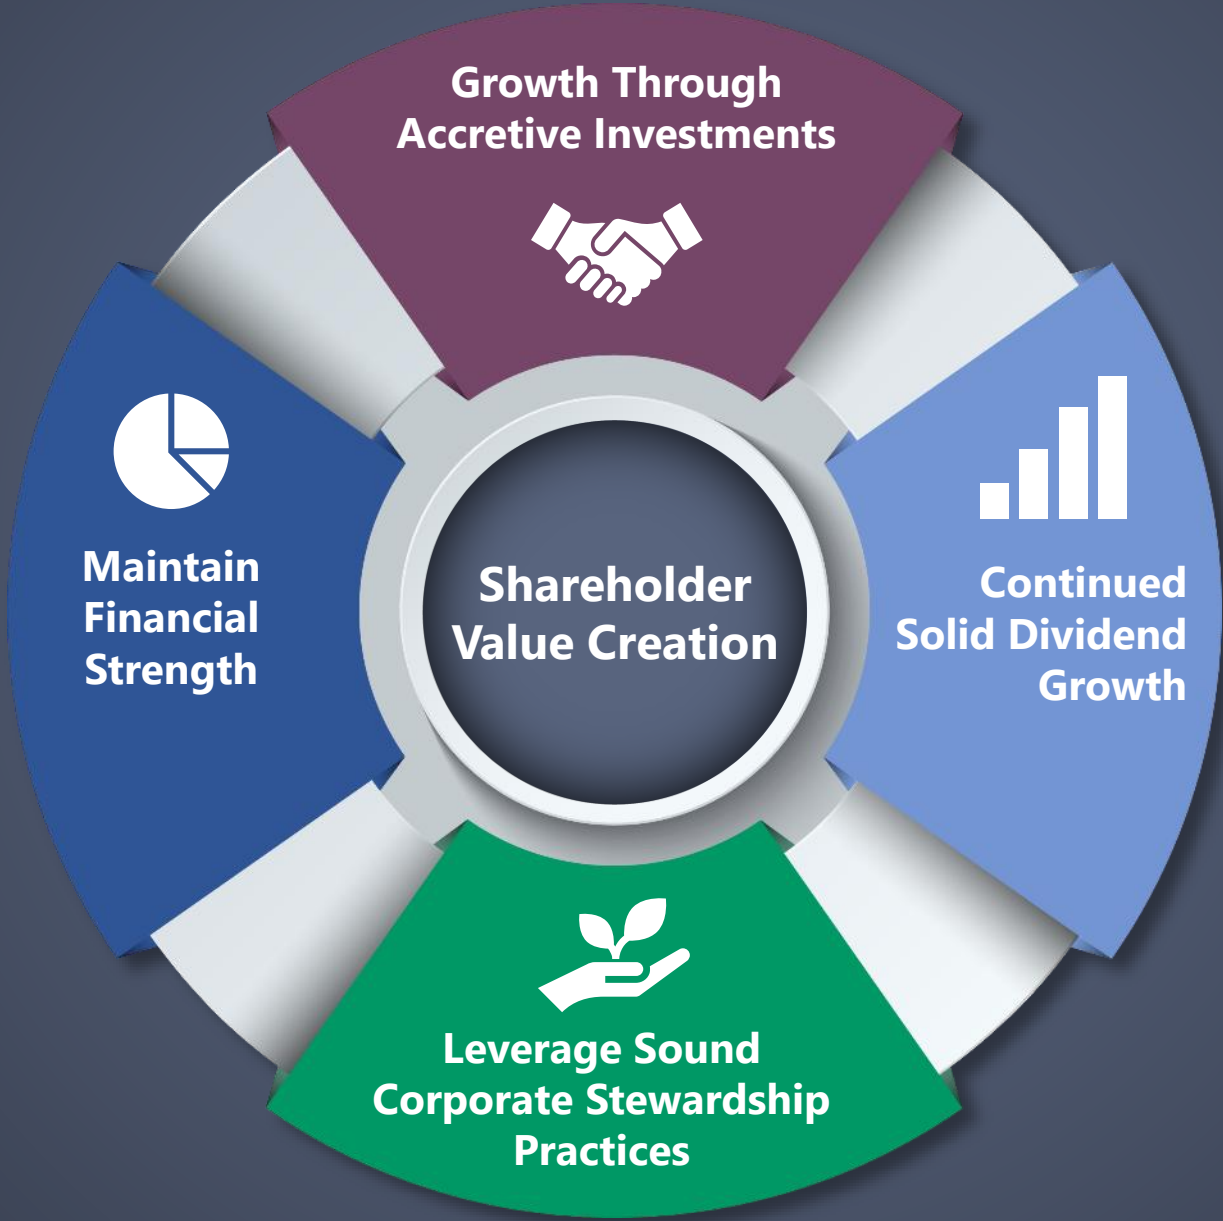 Growth Through
Accretive Investments
Maintain
Financial
Strength
Shareholder
Value Creation
Continued
Solid Dividend
Growth
Leverage Sound
Corporate Stewardship
Practices